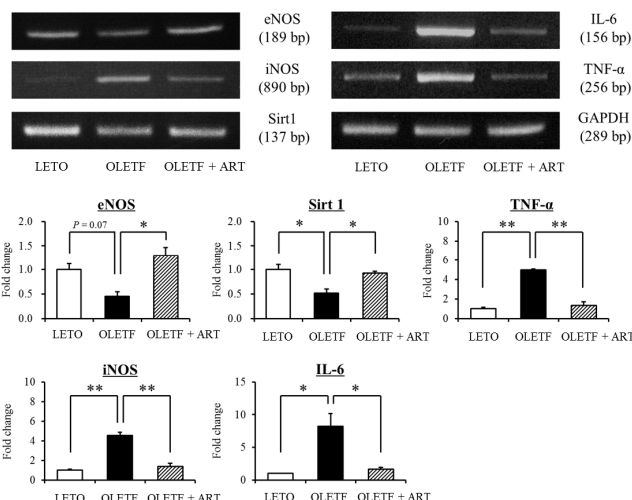 eNOS
(189 bp)
IL-6
(156 bp)
iNOS
(890 bp)
TNF-α
(256 bp)
Sirt1
(137 bp)
GAPDH
(289 bp)
LETO OLETF OLETF + ART
LETO OLETF OLETF + ART
eNOS
Fold change
2.0
1.5
1.0
0.5
0.0
P = 0.07
*
LETO OLETF OLETF + ART
Sirt 1
Fold change
2.0
1.5
1.0
0.5
0.0
*
*
LETO OLETF OLETF + ART
TNF-α
Fold change
10
8
6
4
2
0
**
**
LETO OLETF OLETF + ART
iNOS
Fold change
10
8
6
4
2
0
**
**
LETO OLETF OLETF + ART
IL-6
Fold change
15
10
5
0
*
*
LETO OLETF OLETF + ART